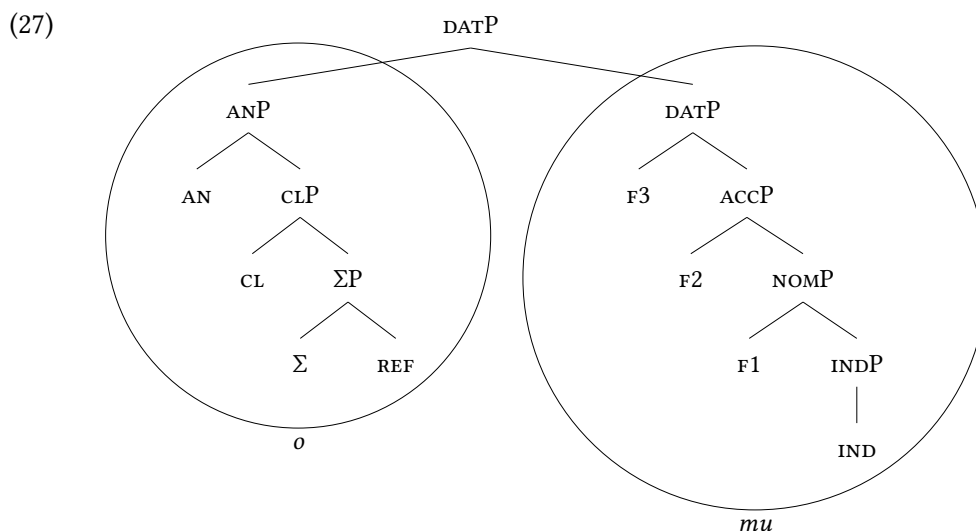 (27)
DATP
ANP DATP
AN CLP F3 ACCP
CL ΣP F2 NOMP
Σ REF F1 INDP
IND
o
mu